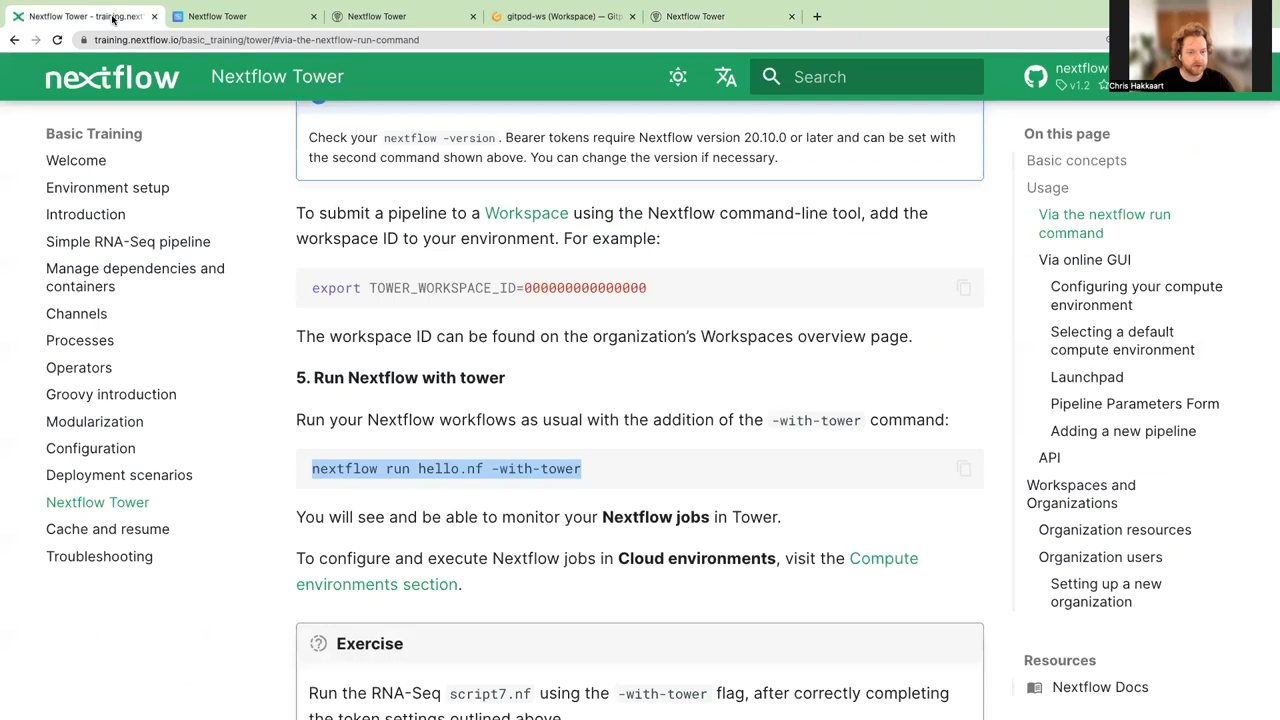 Nextflow Tower - training.nextf
Nextflow Tower
Nextflow Tower
gitpod-ws (Workspace) — Gitp
Nextflow Tower
training.nextflow.io/basic_training/tower/#via-the-nextflow-run-command
nextflow
Nextflow Tower
Search
nextflow
v1.2
Chris Hakkaart
Basic Training
Welcome
Environment setup
Introduction
Simple RNA-Seq pipeline
Manage dependencies and
containers
Channels
Processes
Operators
Groovy introduction
Modularization
Configuration
Deployment scenarios
Nextflow Tower
Cache and resume
Troubleshooting
Check your nextflow -version. Bearer tokens require Nextflow version 20.10.0 or later and can be set with
the second command shown above. You can change the version if necessary.
To submit a pipeline to a Workspace using the Nextflow command-line tool, add the
workspace ID to your environment. For example:
export TOWER_WORKSPACE_ID=000000000000000
The workspace ID can be found on the organization’s Workspaces overview page.
5. Run Nextflow with tower
Run your Nextflow workflows as usual with the addition of the -with-tower command:
nextflow run hello.nf -with-tower
You will see and be able to monitor your Nextflow jobs in Tower.
To configure and execute Nextflow jobs in Cloud environments, visit the Compute
environments section.
Exercise
Run the RNA-Seq script7.nf using the -with-tower flag, after correctly completing
the token settings outlined above.
On this page
Basic concepts
Usage
Via the nextflow run
command
Via online GUI
Configuring your compute
environment
Selecting a default
compute environment
Launchpad
Pipeline Parameters Form
Adding a new pipeline
API
Workspaces and
Organizations
Organization resources
Organization users
Setting up a new
organization
Resources
Nextflow Docs